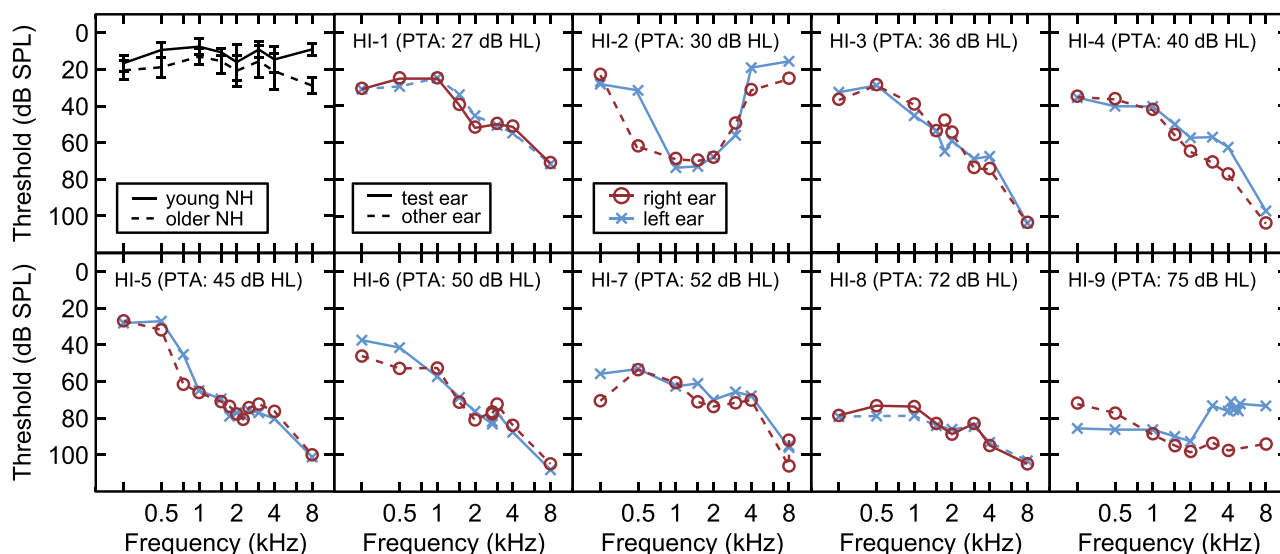 HI-1 (PTA: 27 dB HL)
HI-2 (PTA: 30 dB HL)
HI-3 (PTA: 36 dB HL)
HI-4 (PTA: 40 dB HL)
Threshold (dB SPL)
0
20
40
60
80
100
young NH
older NH
test ear
other ear
right ear
left ear
HI-5 (PTA: 45 dB HL)
HI-6 (PTA: 50 dB HL)
HI-7 (PTA: 52 dB HL)
HI-8 (PTA: 72 dB HL)
HI-9 (PTA: 75 dB HL)
Threshold (dB SPL)
0
20
40
60
80
100
0.5 1 2 4 8
0.5 1 2 4 8
0.5 1 2 4 8
0.5 1 2 4 8
0.5 1 2 4 8
Frequency (kHz)
Frequency (kHz)
Frequency (kHz)
Frequency (kHz)
Frequency (kHz)